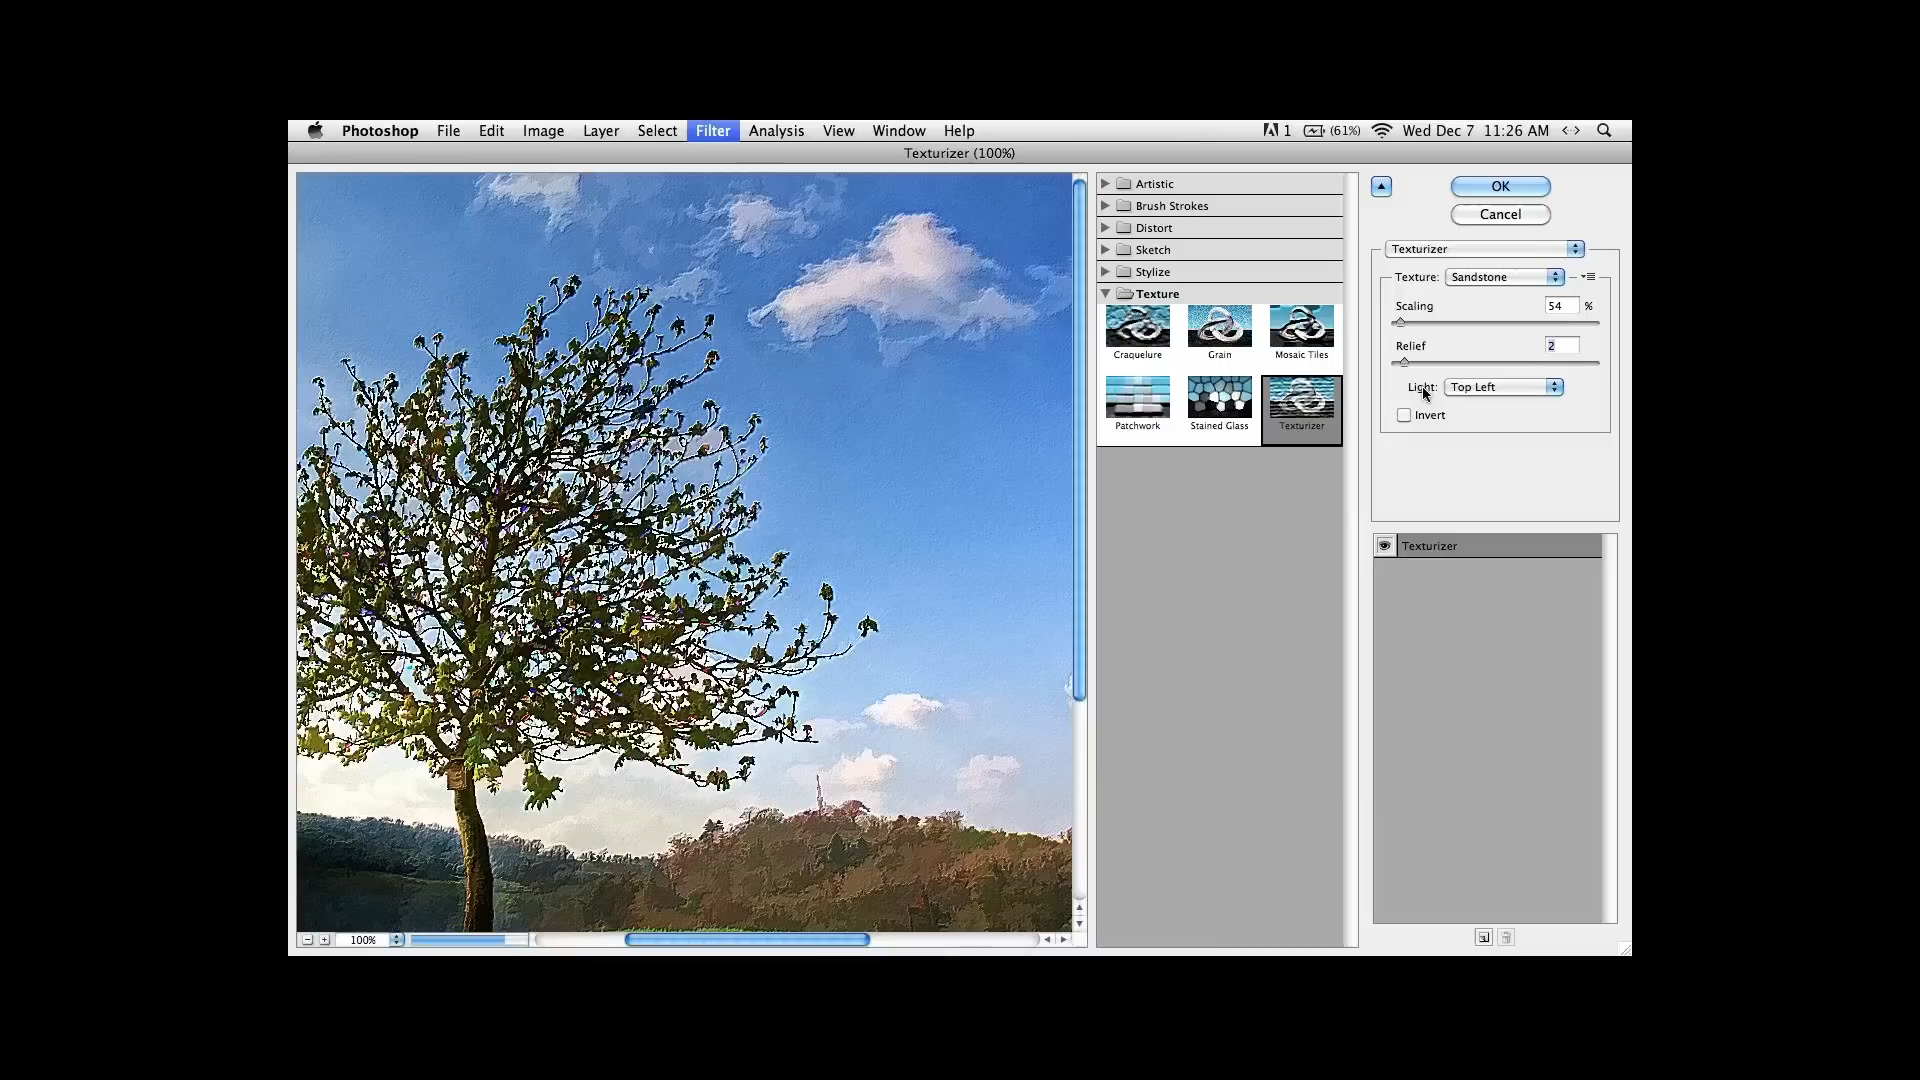 Photoshop File Edit Image Layer Select Filter Analysis View Window Help 1 (61%) Wed Dec 7 11:26 AM
Texturizer (100%)
Artistic
Brush Strokes
Distort
Sketch
Stylize
Texture
Craquelure Grain Mosaic Tiles
Patchwork Stained Glass Texturizer
OK
Cancel
Texturizer
Texture: Sandstone
Scaling 54 %
Relief 2
Light: Top Left
Invert
Texturizer
100%